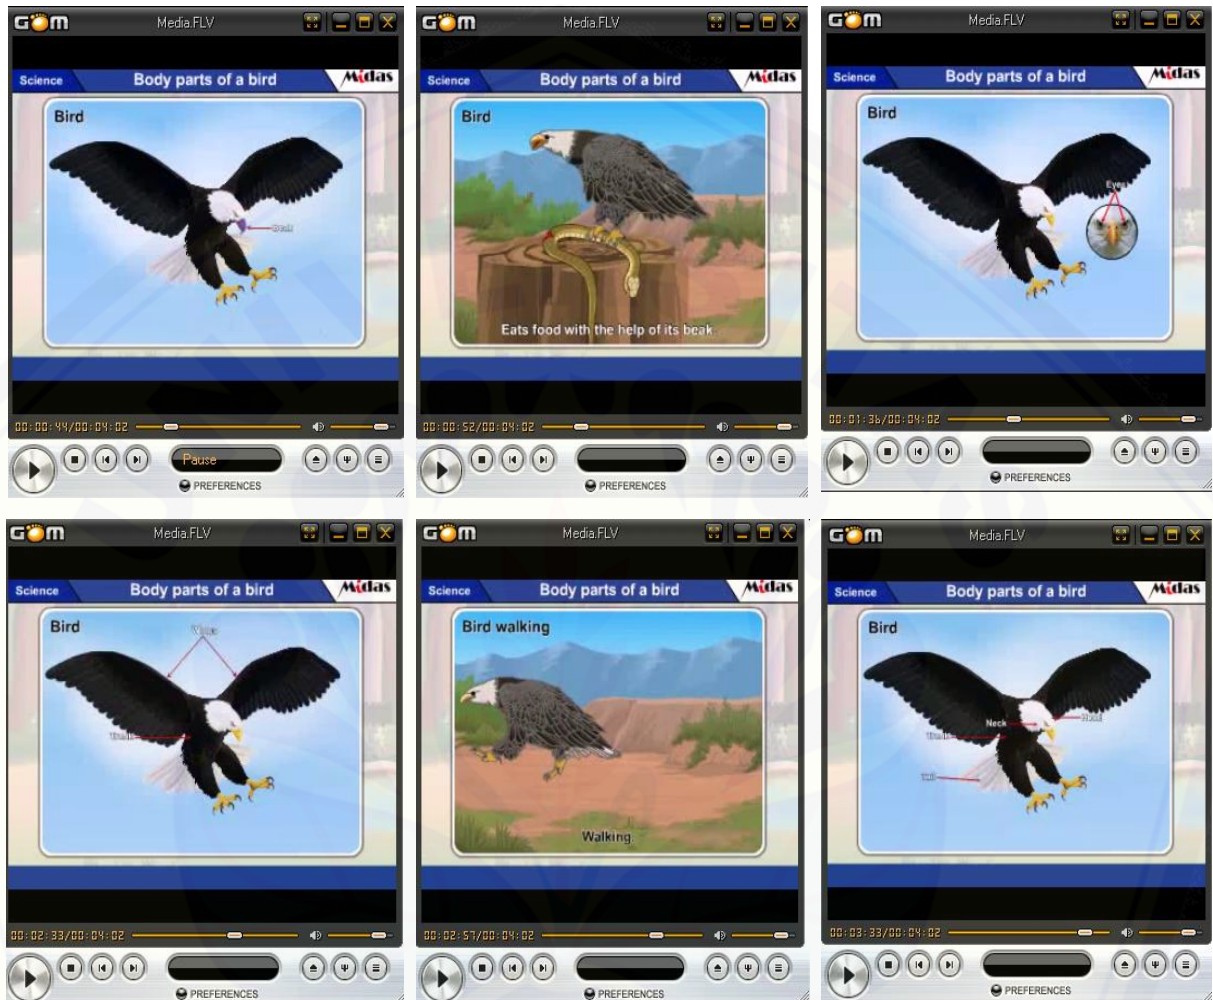 GOM Media.FLV
Science Body parts of a bird Midas
Bird
Beak
00:00:44/00:04:02
Pause
PREFERENCES
GOM Media.FLV
Science Body parts of a bird Midas
Bird
Eats food with the help of its beak.
00:00:52/00:04:02
PREFERENCES
GOM Media.FLV
Science Body parts of a bird Midas
Bird
Eyes
00:01:36/00:04:02
PREFERENCES
GOM Media.FLV
Science Body parts of a bird Midas
Bird
Wings
Trunk
00:02:33/00:04:02
PREFERENCES
GOM Media.FLV
Science Body parts of a bird Midas
Bird walking
Walking.
00:02:57/00:04:02
PREFERENCES
GOM Media.FLV
Science Body parts of a bird Midas
Bird
Neck Head
Trunk
Tail
00:03:33/00:04:02
PREFERENCES